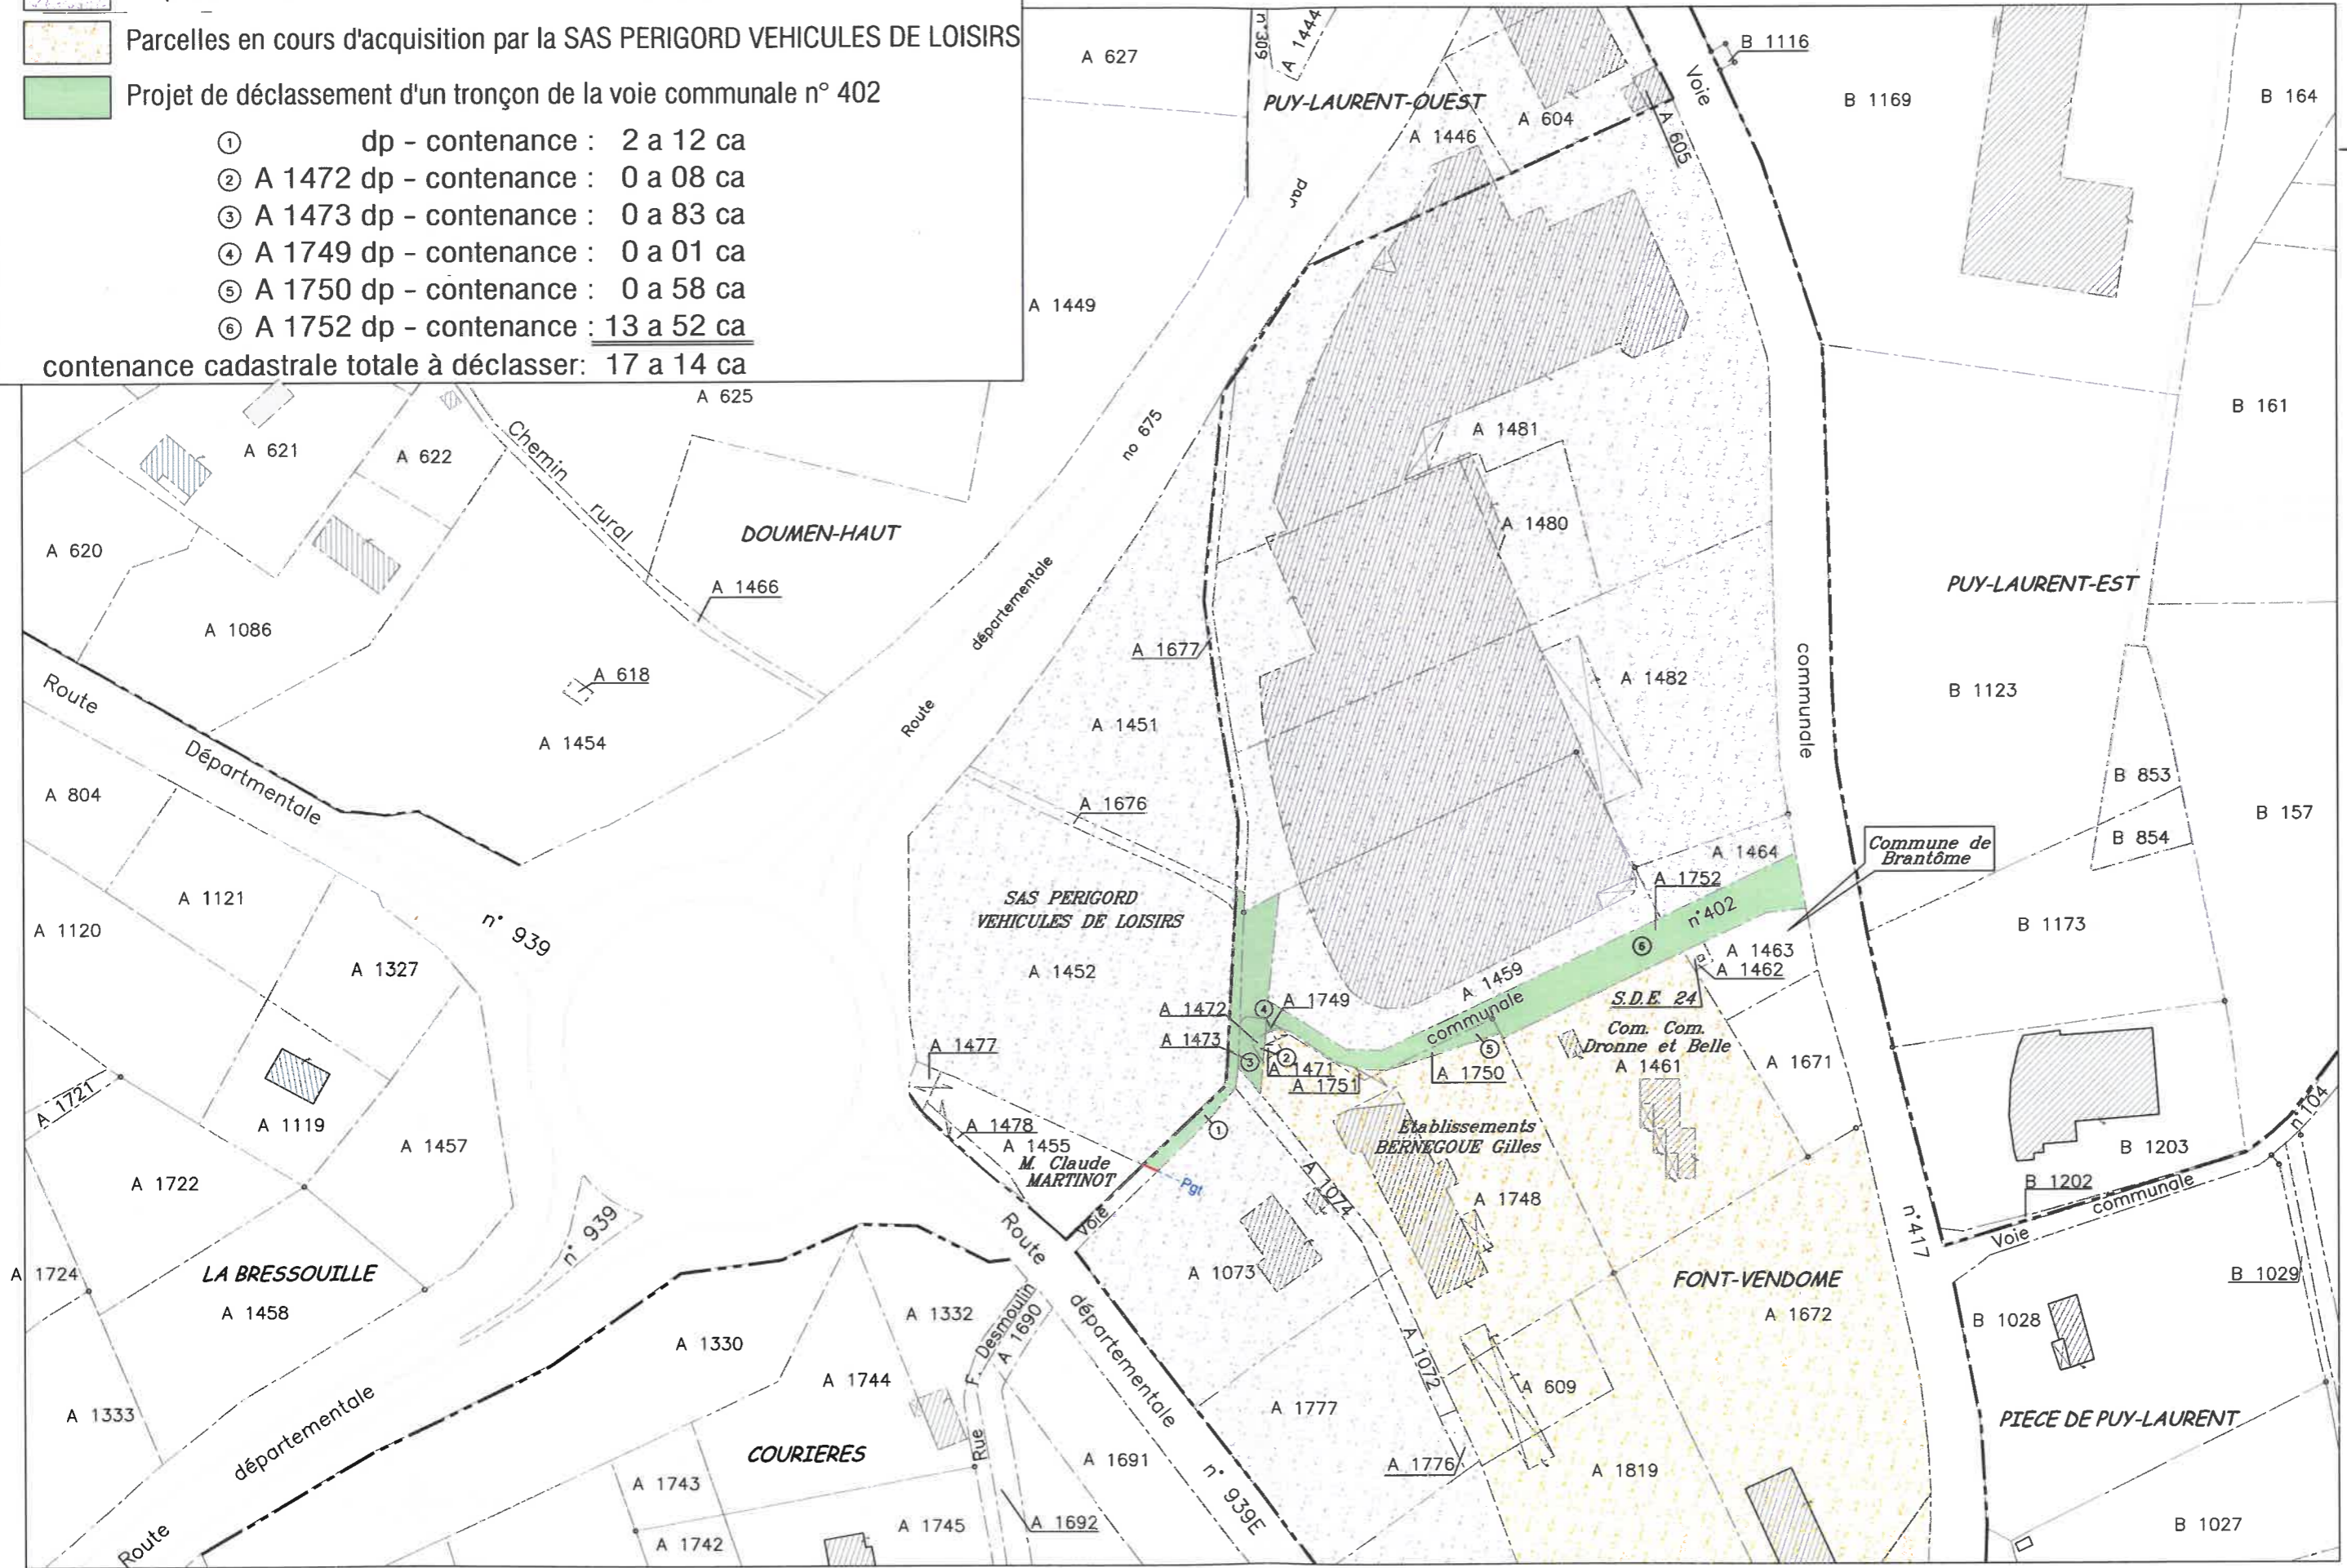 Parcelles en cours d'acquisition par la SAS PERIGORD VEHICULES DE LOISIRS
Projet de déclassement d'un tronçon de la voie communale n° 402
① dp - contenance : 2 a 12 ca
② A 1472 dp - contenance : 0 a 08 ca
③ A 1473 dp - contenance : 0 a 83 ca
④ A 1749 dp - contenance : 0 a 01 ca
⑤ A 1750 dp - contenance : 0 a 58 ca
⑥ A 1752 dp - contenance : 13 a 52 ca
contenance cadastrale totale à déclasser: 17 a 14 ca
A 627
n°309
A 1444
PUY-LAURENT-OUEST
A 1446
A 604
A 605
Voie
B 1116
B 1169
B 164
par
A 1449
A 625
A 621
A 622
Chemin
rural
no 675
A 1481
B 161
A 620
DOUMEN-HAUT
A 1480
A 1466
départementale
PUY-LAURENT-EST
A 1086
A 1677
A 618
A 1482
communale
B 1123
Route
Route
A 1451
A 1454
Départmentale
A 804
A 1676
B 853
B 157
B 854
Commune de
Brantôme
A 1464
A 1752
A 1121
SAS PERIGORD
VEHICULES DE LOISIRS
n°402
n° 939
A 1120
B 1173
⑥
A 1463
A 1327
A 1452
A 1459
A 1462
S.D.E. 24
A 1472
④
A 1749
communale
Com. Com.
Dronne et Belle
A 1461
A 1473
A 1477
③
②
⑤
A 1471
A 1750
A 1671
A 1751
A 1721
A 1119
A 1478
①
Etablissements
BERNEGOUE Gilles
n°104
A 1457
A 1455
M. Claude
MARTINOT
B 1203
A 1722
Pgt
A 1074
A 1748
B 1202
communale
n° 939
Voie
Route
n°417
Voie
A 1724
LA BRESSOUILLE
A 1073
FONT-VENDOME
B 1029
A 1458
A 1332
F. Desmoulin
A 1690
départementale
A 1672
B 1028
A 1330
A 1072
A 1744
A 609
A 1333
départementale
A 1777
PIECE DE PUY-LAURENT
COURIERES
Rue
A 1691
A 1776
A 1819
A 1743
n° 939E
A 1745
A 1692
B 1027
A 1742
Route